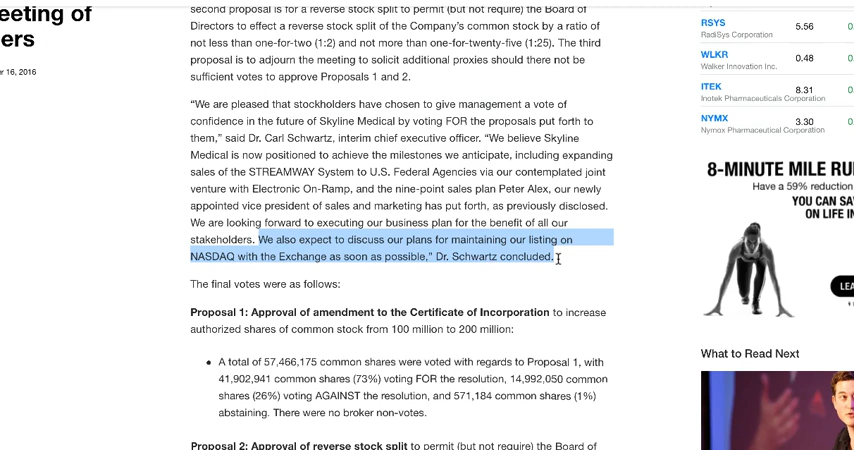 eeting of
ers
r 16, 2016
second proposal is for a reverse stock split to permit (but not require) the Board of
Directors to effect a reverse stock split of the Company's common stock by a ratio of
not less than one-for-two (1:2) and not more than one-for-twenty-five (1:25). The third
proposal is to adjourn the meeting to solicit additional proxies should there not be
sufficient votes to approve Proposals 1 and 2.
“We are pleased that stockholders have chosen to give management a vote of
confidence in the future of Skyline Medical by voting FOR the proposals put forth to
them,” said Dr. Carl Schwartz, interim chief executive officer. “We believe Skyline
Medical is now positioned to achieve the milestones we anticipate, including expanding
sales of the STREAMWAY System to U.S. Federal Agencies via our contemplated joint
venture with Electronic On-Ramp, and the nine-point sales plan Peter Alex, our newly
appointed vice president of sales and marketing has put forth, as previously disclosed.
We are looking forward to executing our business plan for the benefit of all our
stakeholders. We also expect to discuss our plans for maintaining our listing on
NASDAQ with the Exchange as soon as possible,” Dr. Schwartz concluded.
The final votes were as follows:
Proposal 1: Approval of amendment to the Certificate of Incorporation to increase
authorized shares of common stock from 100 million to 200 million:
• A total of 57,466,175 common shares were voted with regards to Proposal 1, with
41,902,941 common shares (73%) voting FOR the resolution, 14,992,050 common
shares (26%) voting AGAINST the resolution, and 571,184 common shares (1%)
abstaining. There were no broker non-votes.
Proposal 2: Approval of reverse stock split to permit (but not require) the Board of
RSYS 5.56 0.
RadiSys Corporation
WLKR 0.48 0.
Walker Innovation Inc.
ITEK 8.31 0.
Inotek Pharmaceuticals Corporation
NYMX 3.30 0.
Nymox Pharmaceutical Corporation
8-MINUTE MILE RU
Have a 59% reduction
YOU CAN SA
ON LIFE IN
LEA
What to Read Next